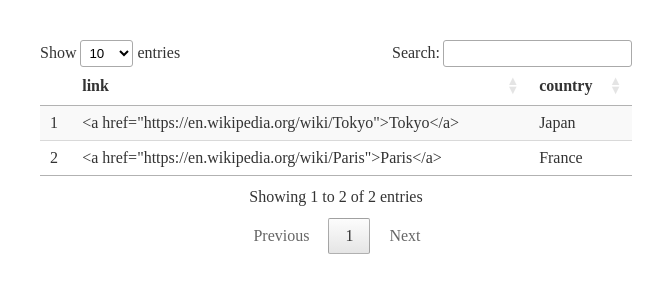 Show 10 entries Search:
link country
1 <a href="https://en.wikipedia.org/wiki/Tokyo">Tokyo</a> Japan
2 <a href="https://en.wikipedia.org/wiki/Paris">Paris</a> France
Showing 1 to 2 of 2 entries
Previous 1 Next